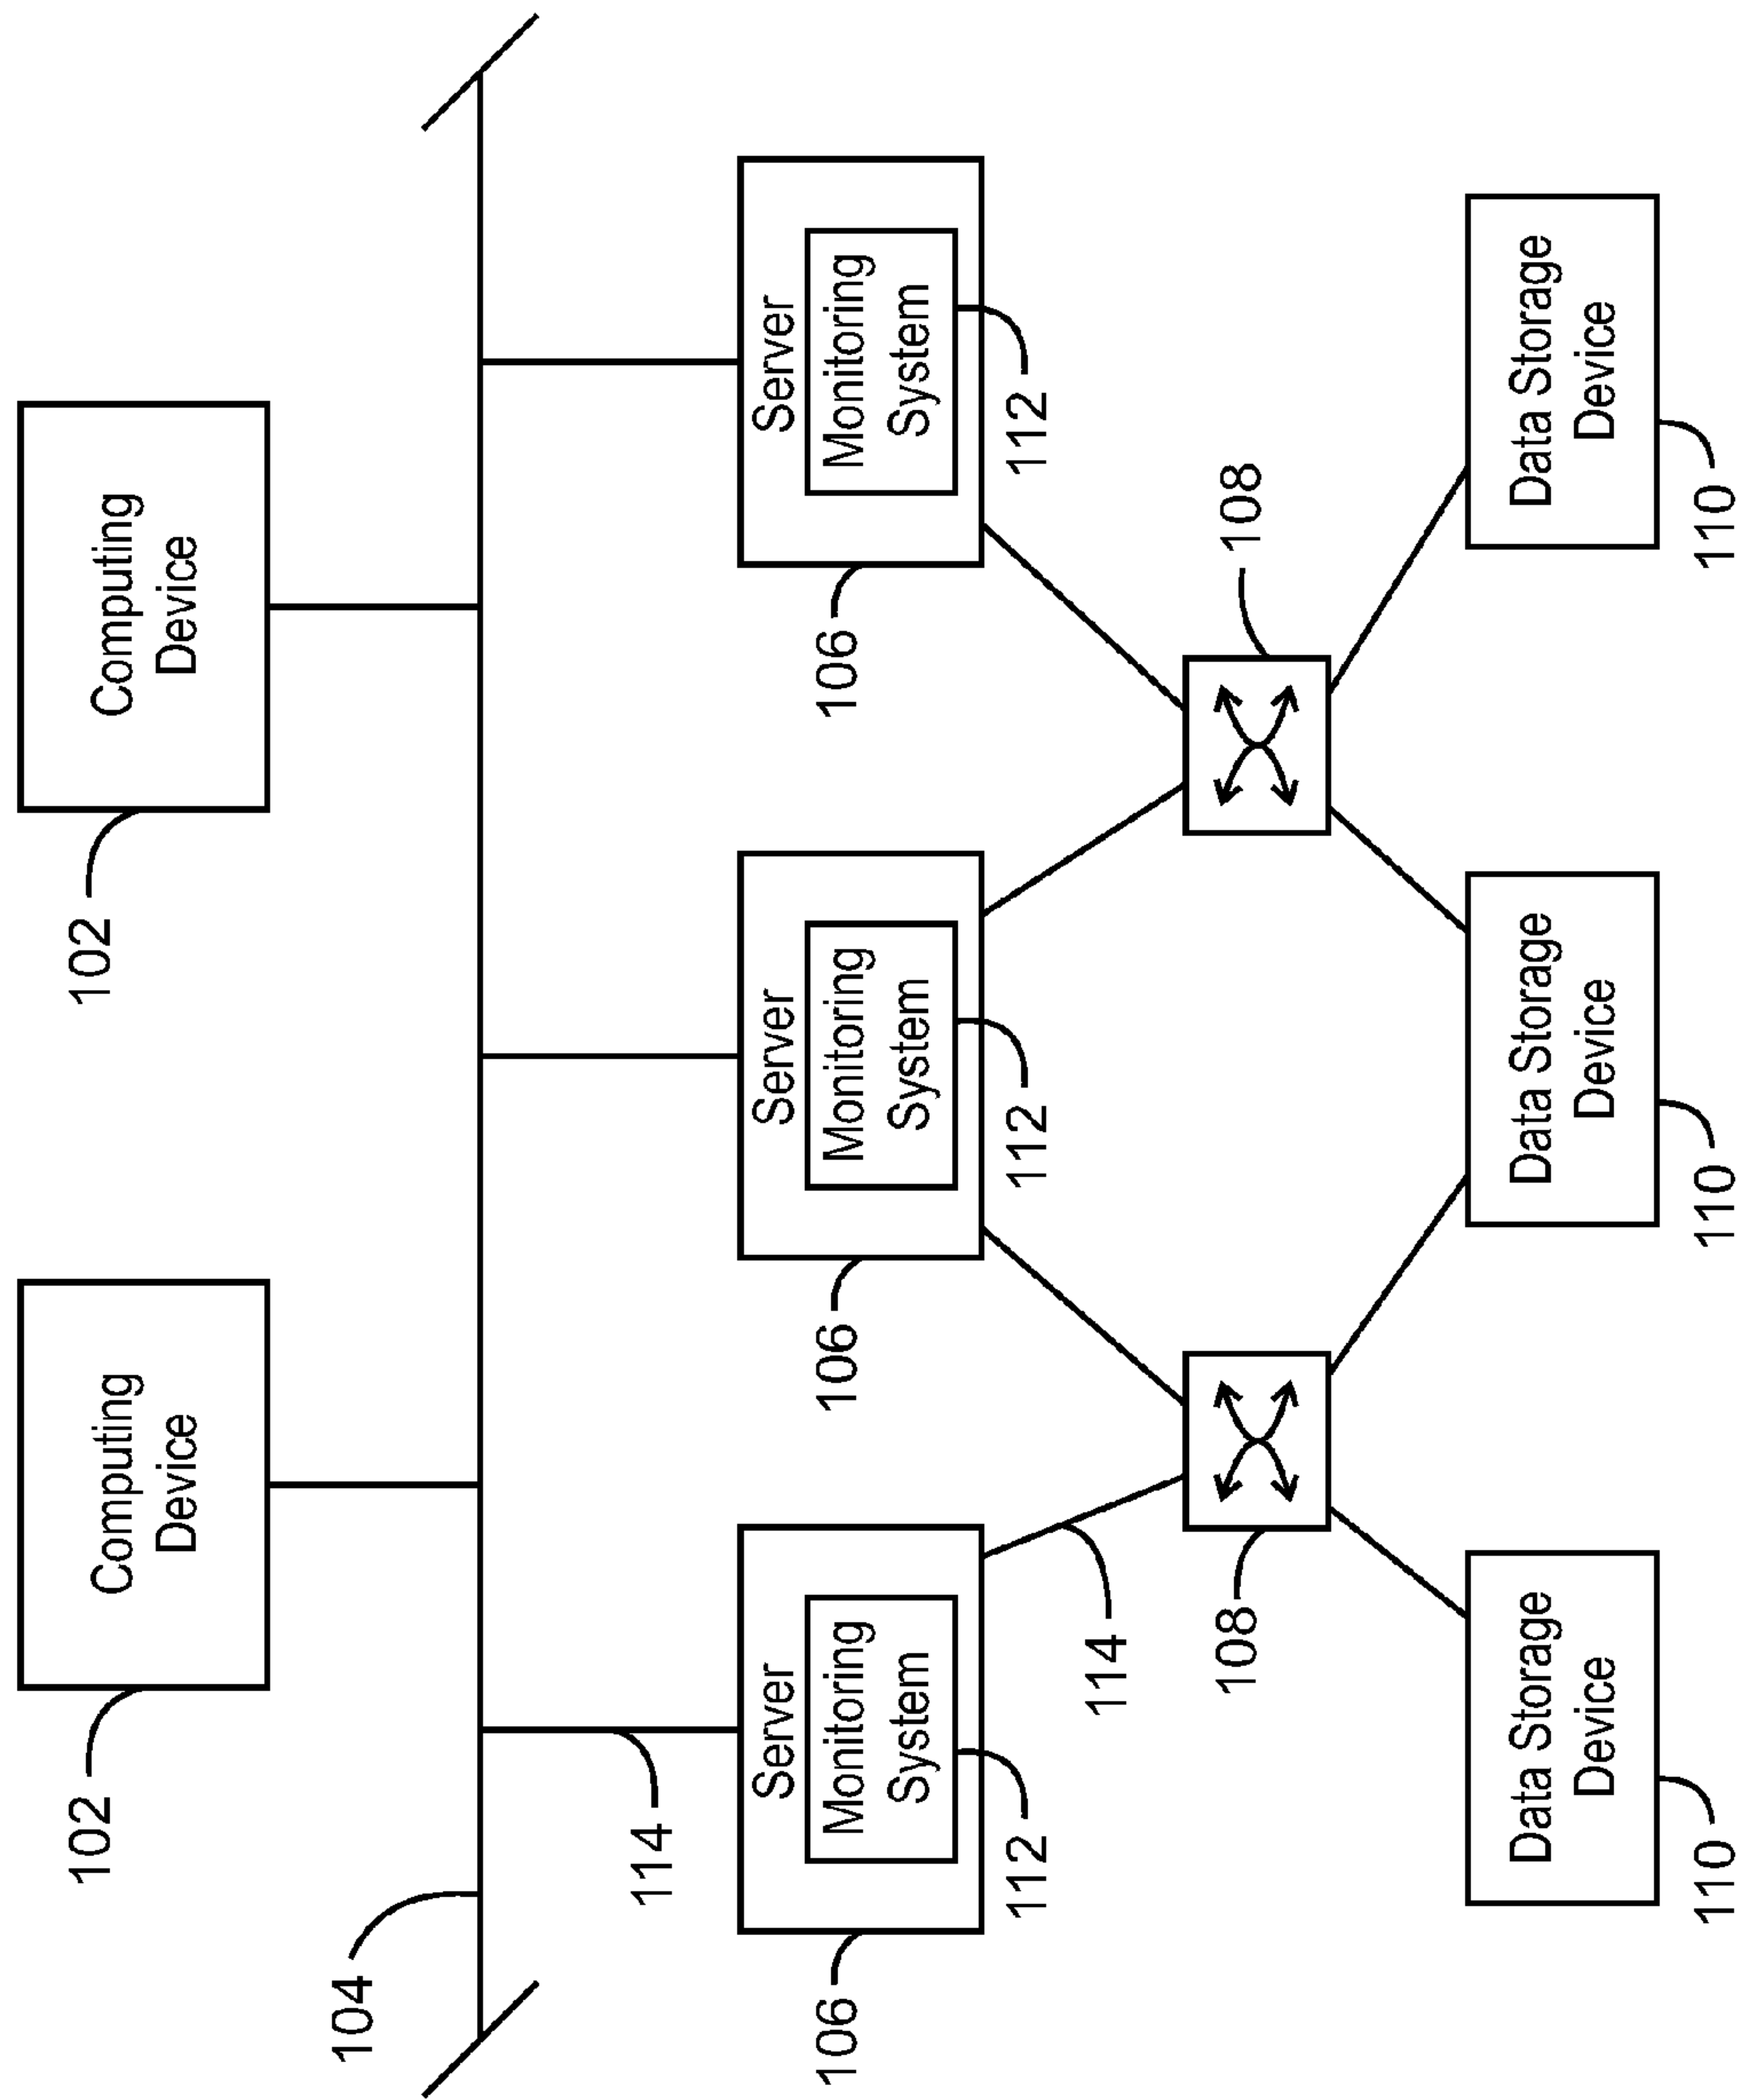 Computing
Device
102
Computing
Device
102
104
114
Server
Monitoring
System
112
106
Server
Monitoring
System
112
106
Server
Monitoring
System
112
106
114
108
108
Data Storage
Device
110
Data Storage
Device
110
Data Storage
Device
110